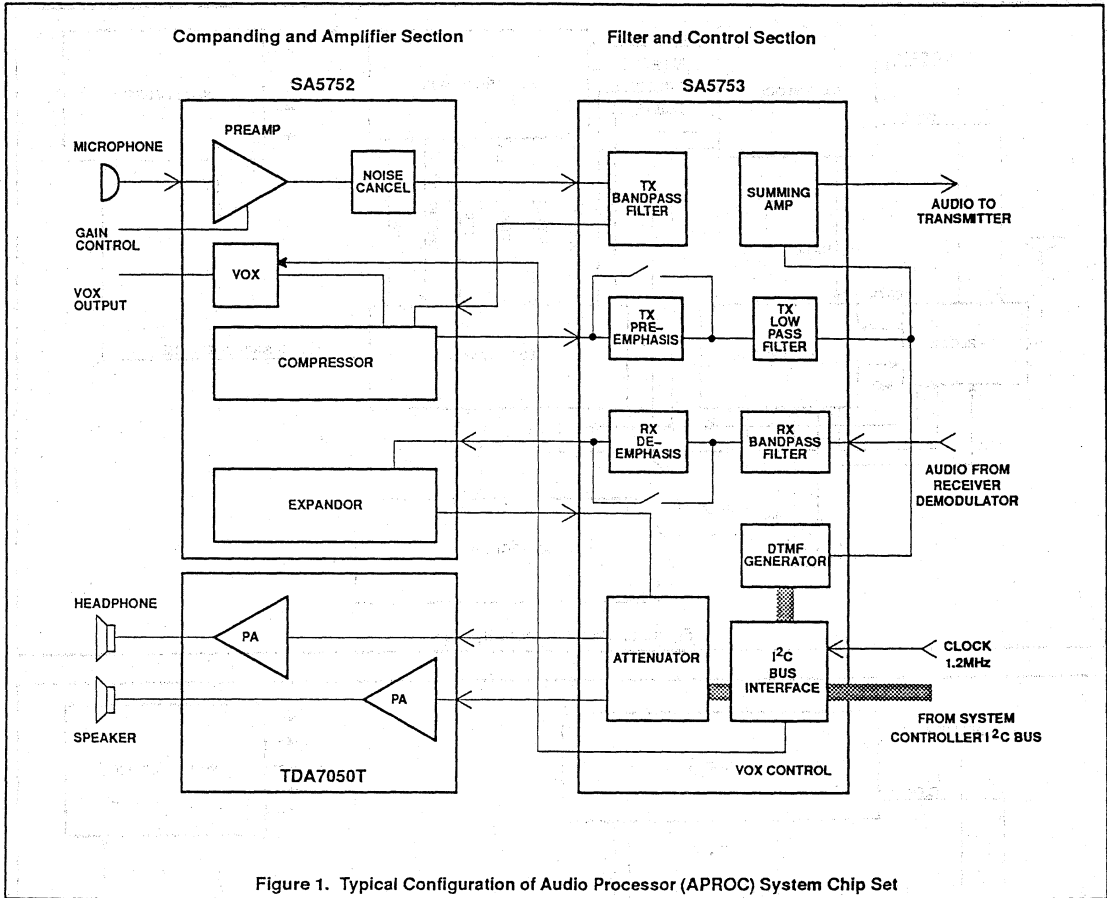 Companding and Amplifier Section
Filter and Control Section
SA5752
SA5753
MICROPHONE
PREAMP
NOISE
CANCEL
TX
BANDPASS
FILTER
SUMMING
AMP
AUDIO TO
TRANSMITTER
GAIN
CONTROL
VOX
VOX
OUTPUT
COMPRESSOR
TX
PRE–
EMPHASIS
TX
LOW
PASS
FILTER
RX
DE–
EMPHASIS
RX
BANDPASS
FILTER
AUDIO FROM
RECEIVER
DEMODULATOR
EXPANDOR
DTMF
GENERATOR
HEADPHONE
PA
ATTENUATOR
I²C
BUS
INTERFACE
CLOCK
1.2MHz
PA
SPEAKER
FROM SYSTEM
CONTROLLER I²C BUS
TDA7050T
VOX CONTROL
Figure 1. Typical Configuration of Audio Processor (APROC) System Chip Set